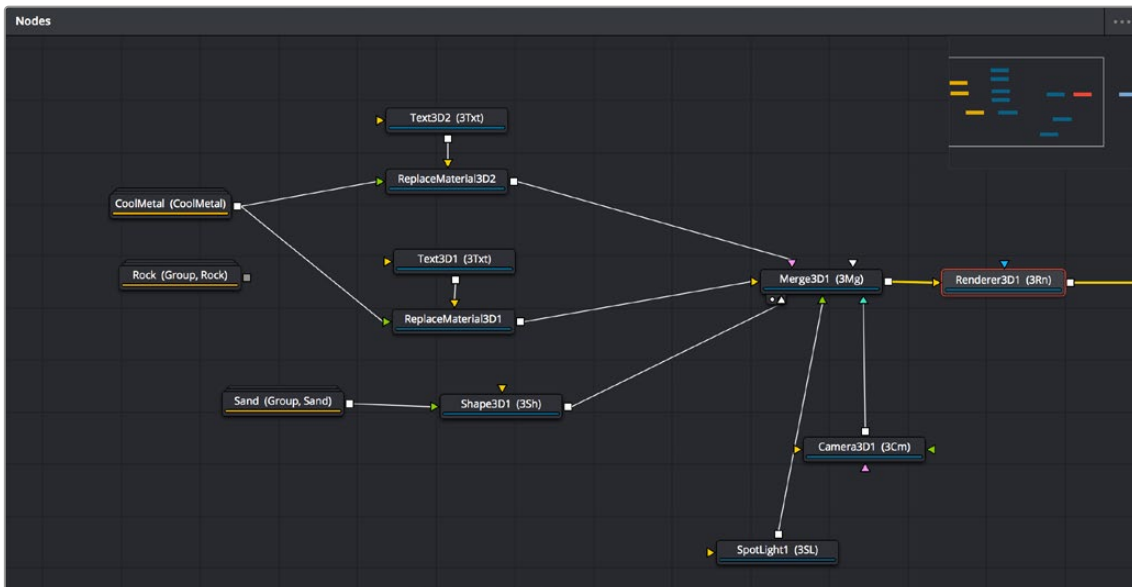 Nodes
Text3D2 (3Txt)
ReplaceMaterial3D2
CoolMetal (CoolMetal)
Text3D1 (3Txt)
Rock (Group, Rock)
Merge3D1 (3Mg)
Renderer3D1 (3Rn)
ReplaceMaterial3D1
Sand (Group, Sand)
Shape3D1 (3Sh)
Camera3D1 (3Cm)
SpotLight1 (3SL)